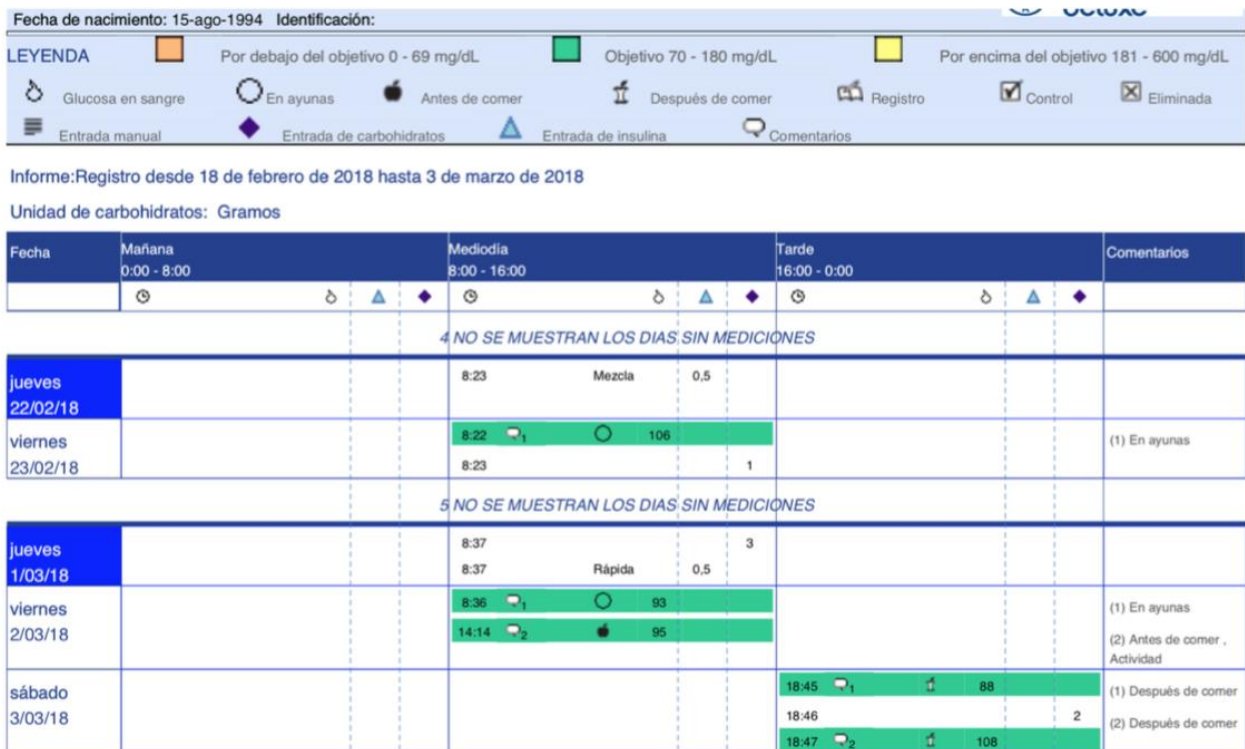 Fecha de nacimiento: 15-ago-1994 Identificación:
LEYENDA Por debajo del objetivo 0 - 69 mg/dL Objetivo 70 - 180 mg/dL Por encima del objetivo 181 - 600 mg/dL
Glucosa en sangre En ayunas Antes de comer Después de comer Registro Control Eliminada
Entrada manual Entrada de carbohidratos Entrada de insulina Comentarios
Informe:Registro desde 18 de febrero de 2018 hasta 3 de marzo de 2018
Unidad de carbohidratos: Gramos
Fecha Mañana Mediodía Tarde Comentarios
0:00 - 8:00 8:00 - 16:00 16:00 - 0:00
4 NO SE MUESTRAN LOS DIAS SIN MEDICIONES
jueves 8:23 Mezcla 0,5
22/02/18
viernes 8:22 1 106 (1) En ayunas
23/02/18 8:23 1
5 NO SE MUESTRAN LOS DIAS SIN MEDICIONES
jueves 8:37 3
1/03/18 8:37 Rápida 0,5
viernes 8:36 1 93 (1) En ayunas
2/03/18 14:14 2 95 (2) Antes de comer ,
Actividad
sábado 18:45 1 88 (1) Después de comer
3/03/18 18:46 2 (2) Después de comer
18:47 2 108